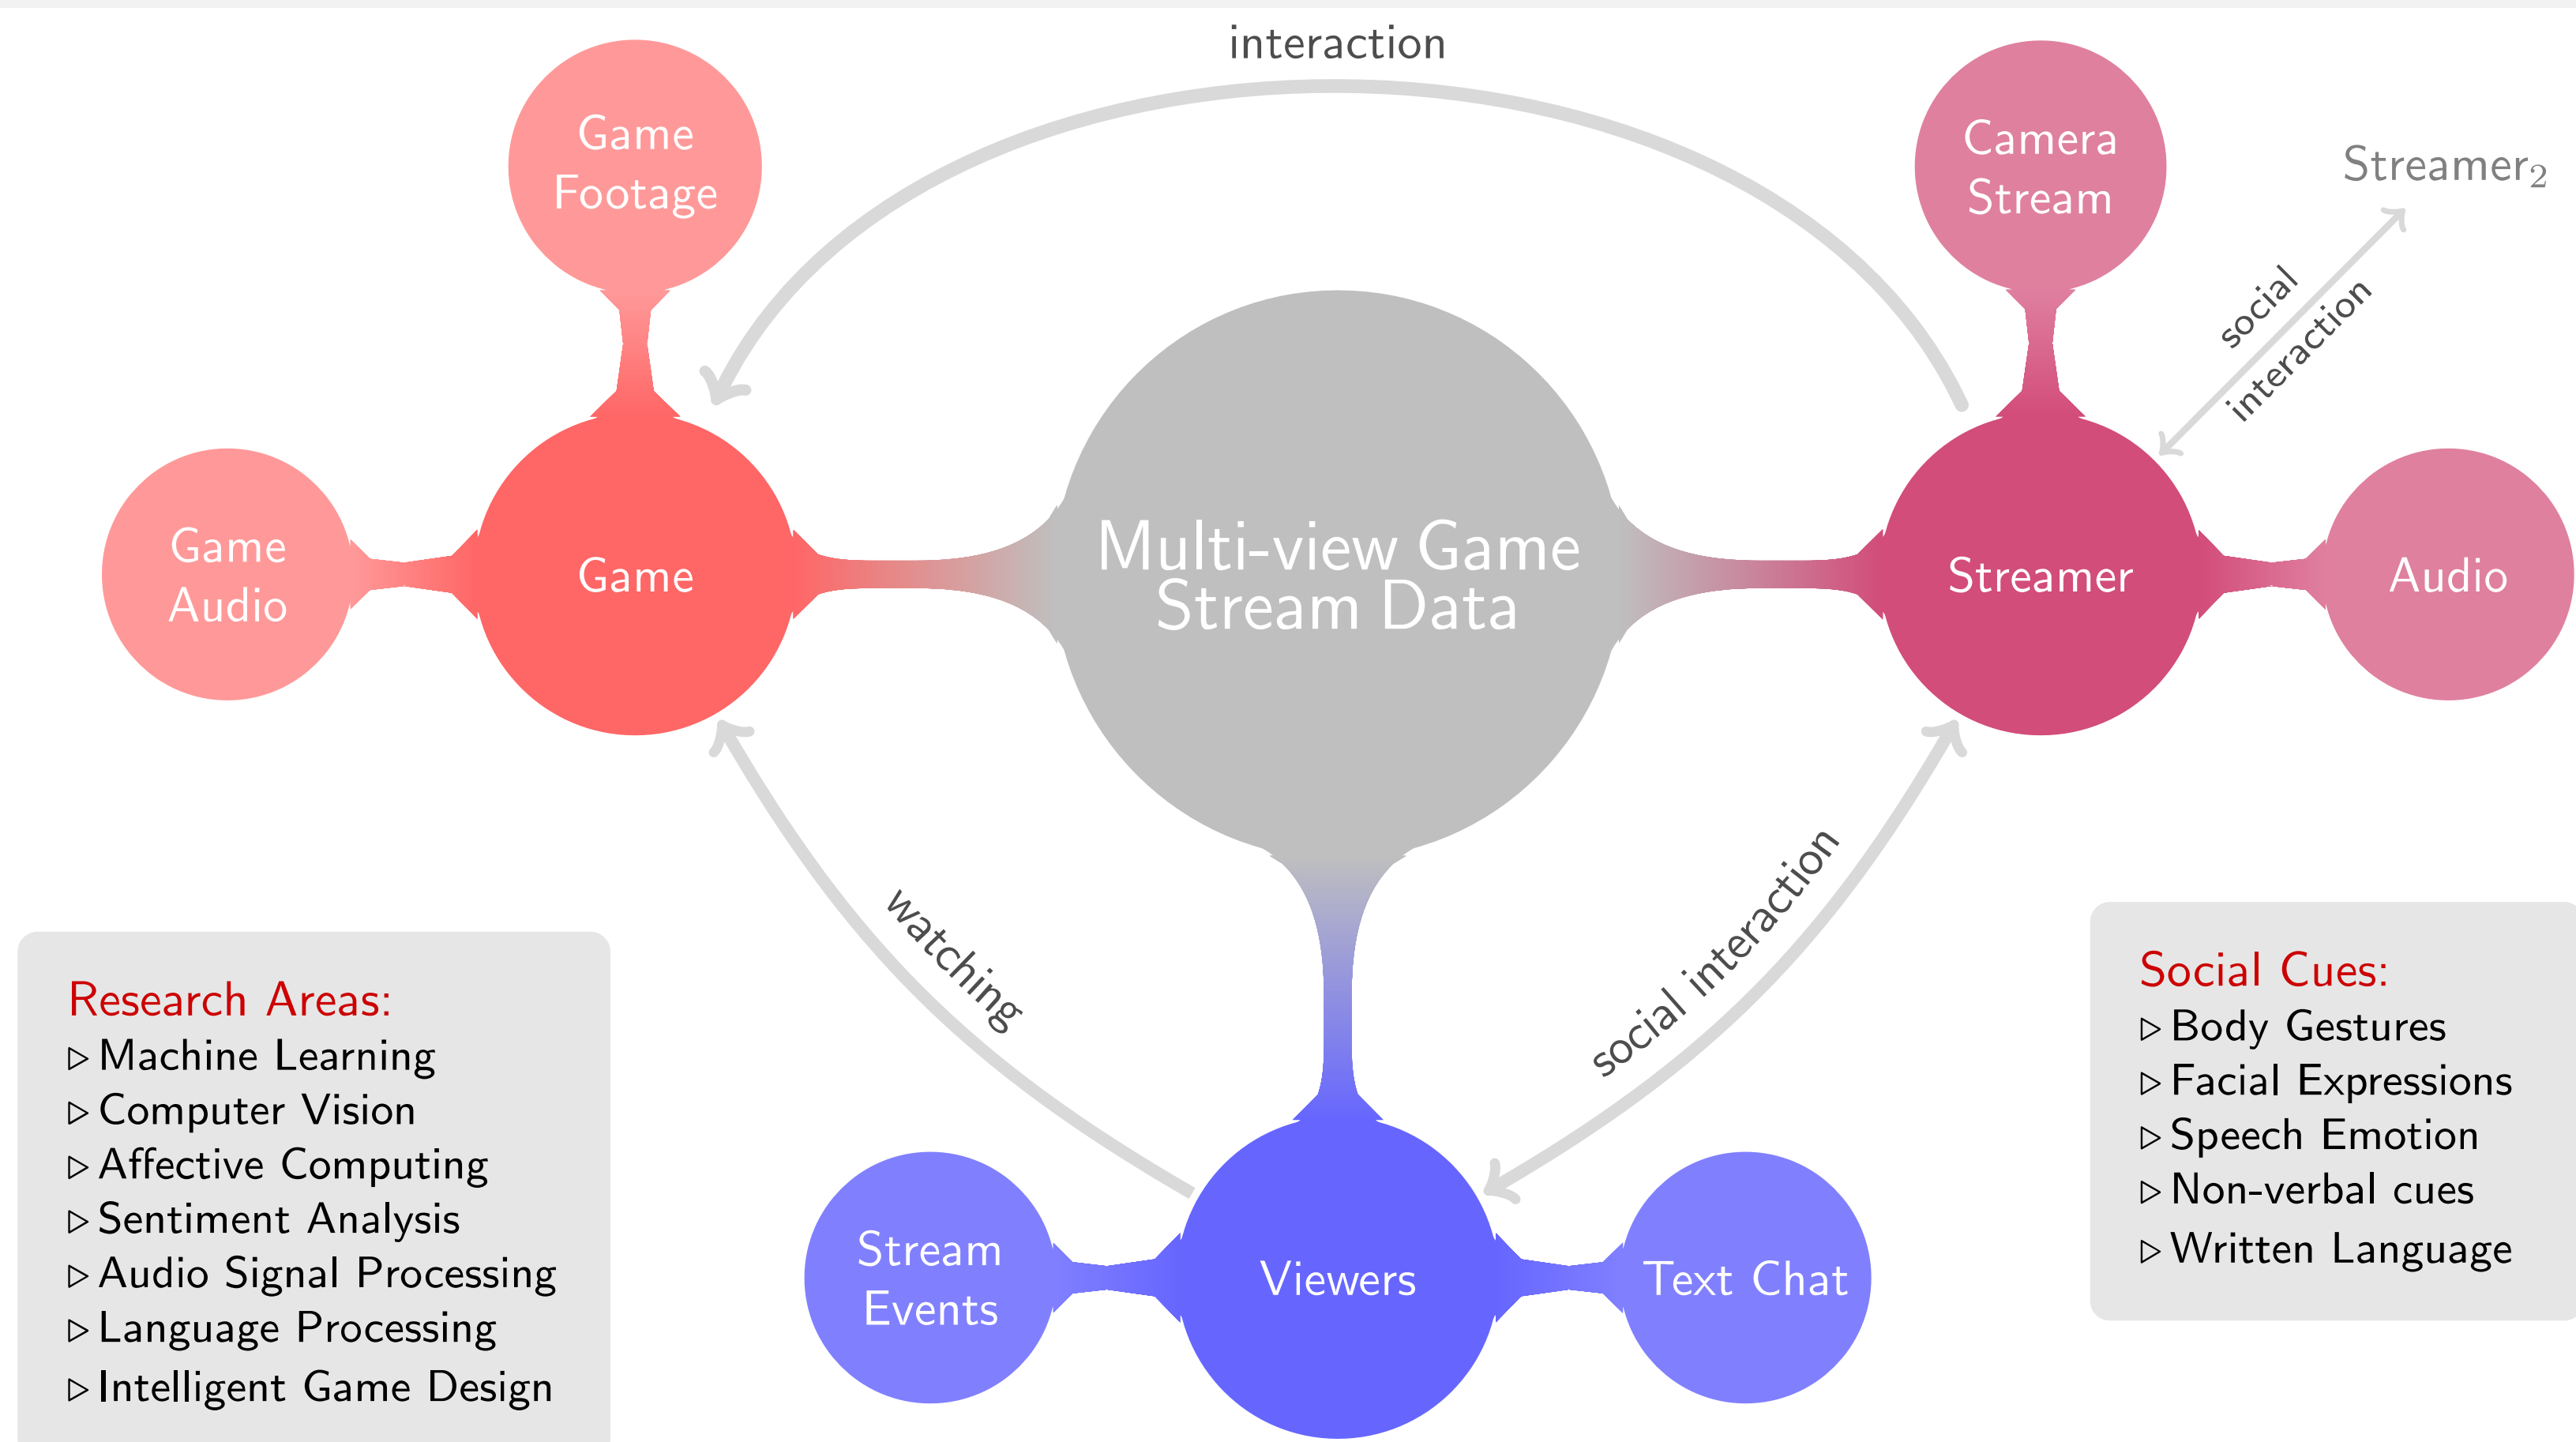 interaction
Game
Footage
Camera
Stream
Streamer₂
social
interaction
Game
Audio
Game
Multi-view Game
Stream Data
Streamer
Audio
watching
social interaction
Research Areas:
▷ Machine Learning
▷ Computer Vision
▷ Affective Computing
▷ Sentiment Analysis
▷ Audio Signal Processing
▷ Language Processing
▷ Intelligent Game Design
Stream
Events
Viewers
Text Chat
Social Cues:
▷ Body Gestures
▷ Facial Expressions
▷ Speech Emotion
▷ Non-verbal cues
▷ Written Language